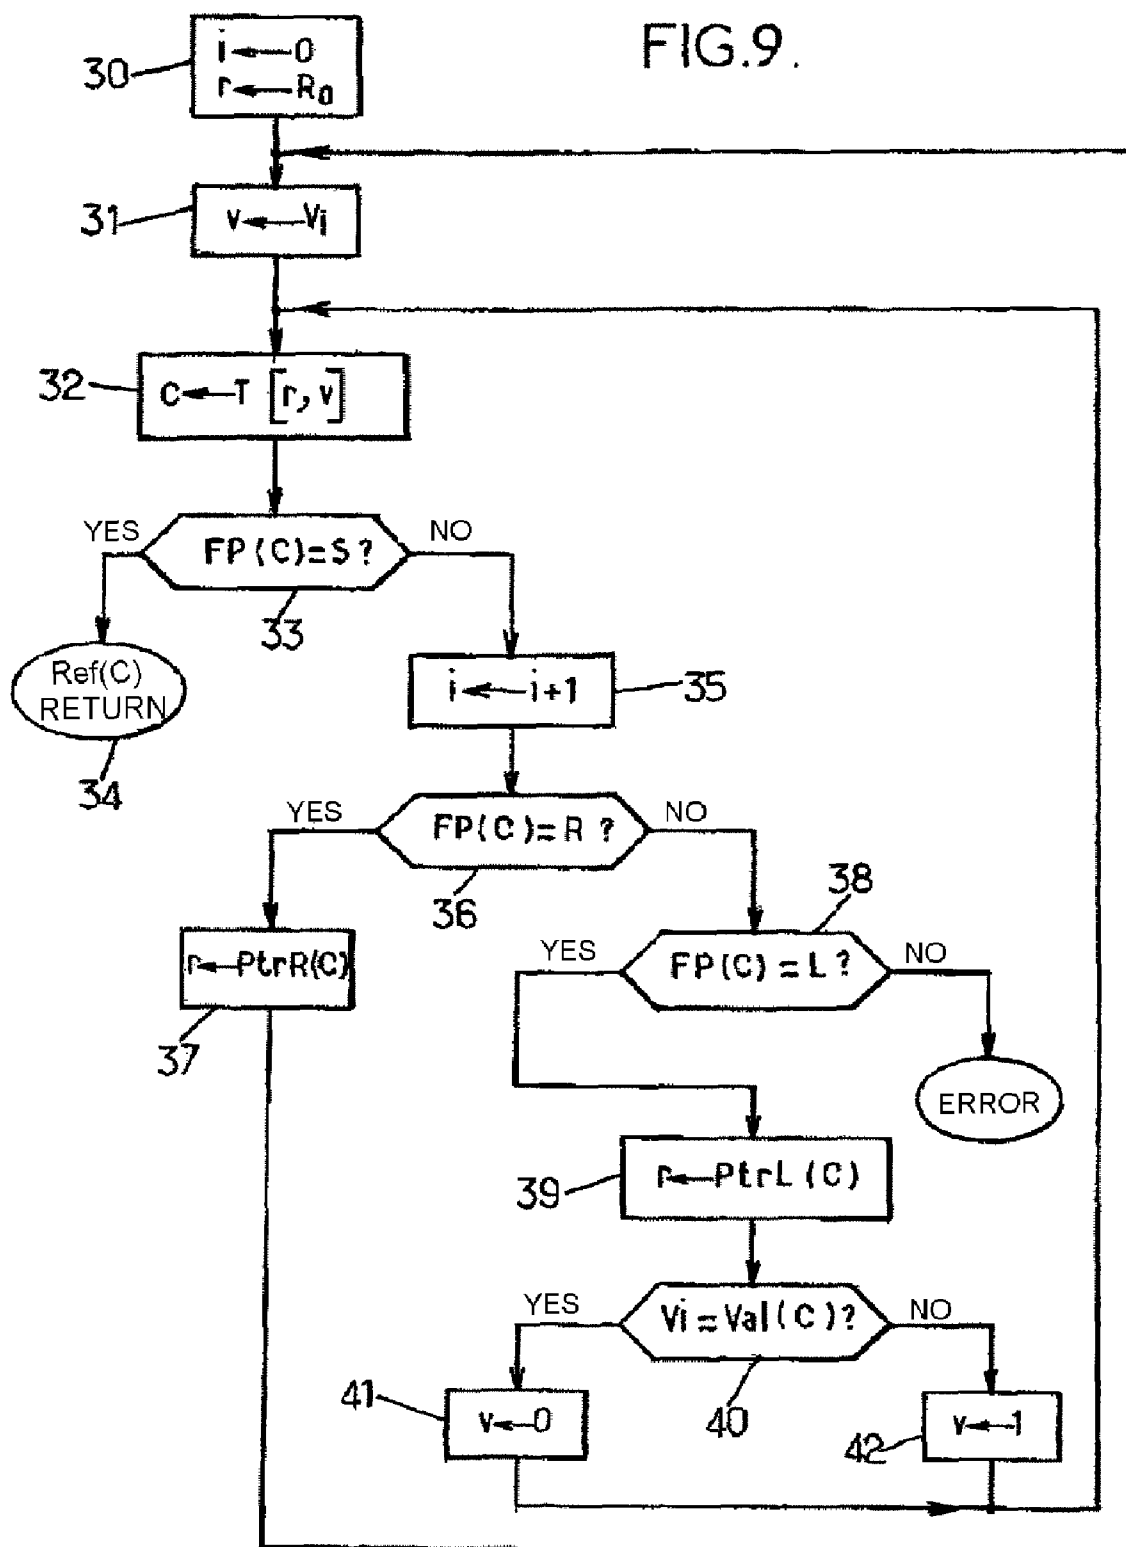 FIG.9.
30
i←0
r←R0
31
v←Vi
32
C←T [r, v]
YES
FP(C)=S?
NO
33
Ref(C)
RETURN
34
i←i+1
35
YES
FP(C)=R?
NO
36
38
r←PtrR(C)
37
YES
FP(C)=L?
NO
ERROR
39
r←PtrL(C)
YES
Vi=Val(C)?
NO
40
41
v←0
42
v←1